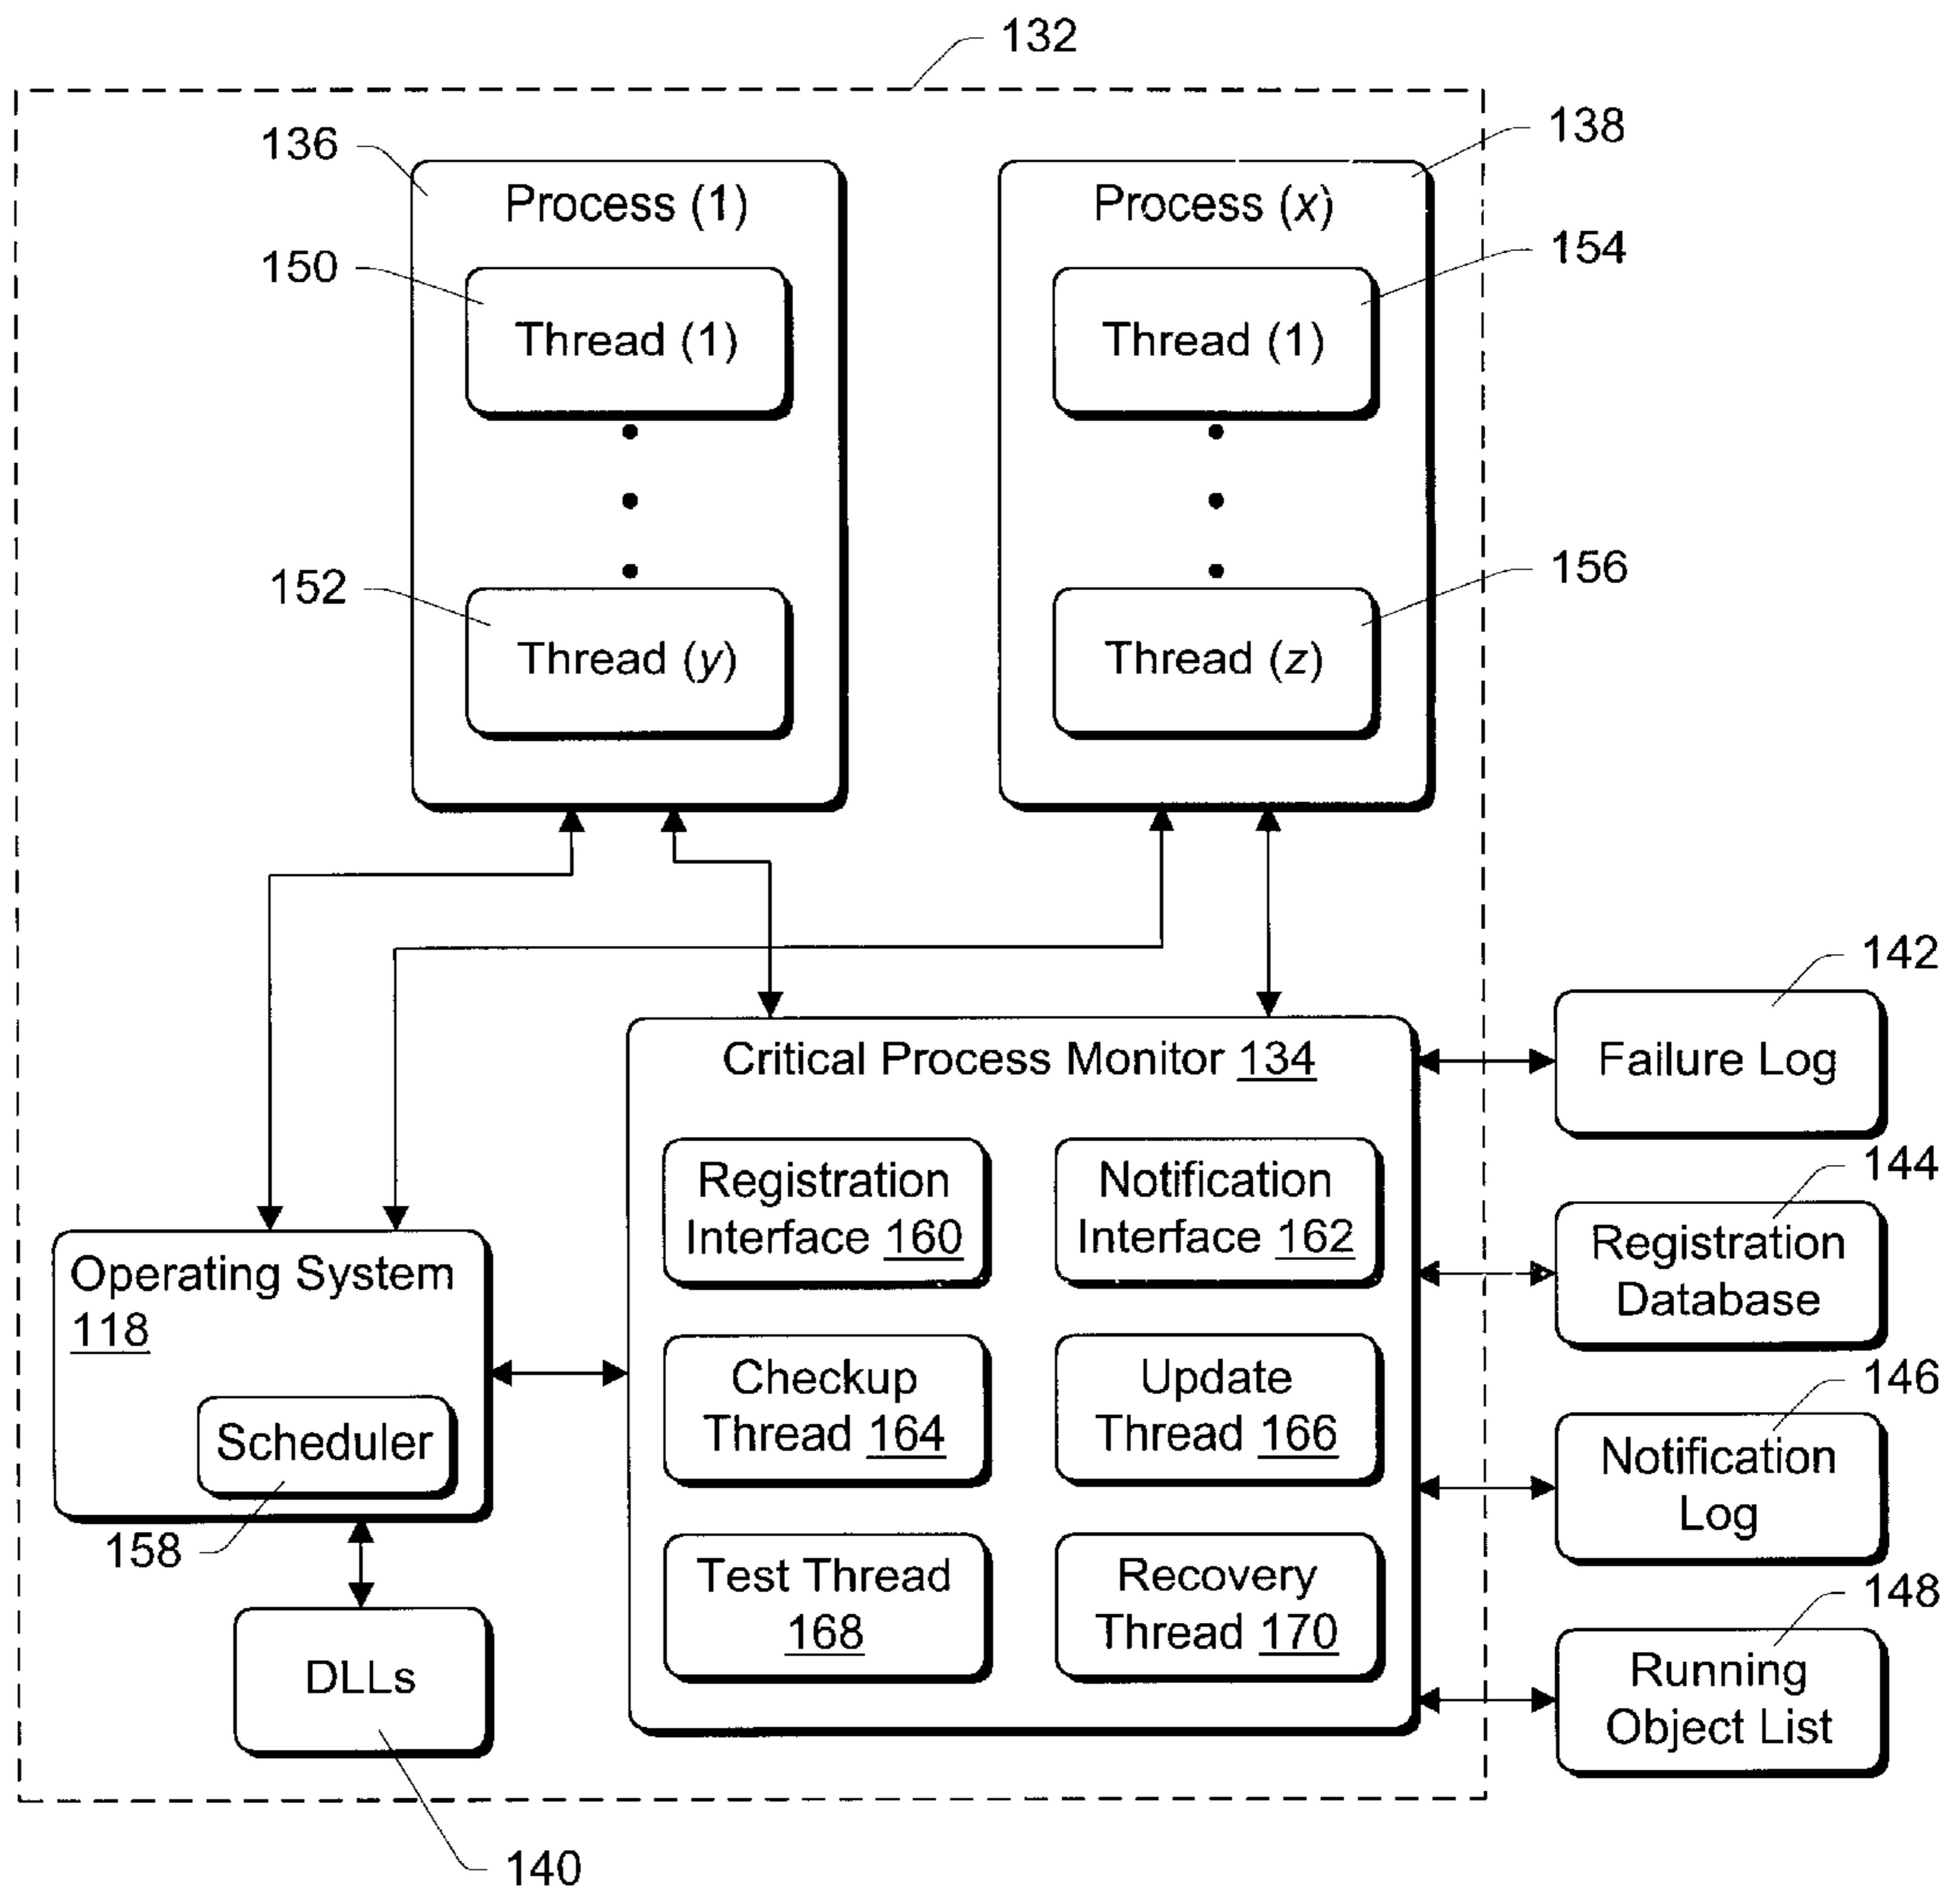 132
136
138
Process (1)
Process (x)
150
154
Thread (1)
Thread (1)
152
156
Thread (y)
Thread (z)
142
Critical Process Monitor 134
Failure Log
144
Registration
Interface 160
Notification
Interface 162
Registration
Database
Operating System
118
146
Checkup
Thread 164
Update
Thread 166
Scheduler
Notification
Log
158
148
Test Thread
168
Recovery
Thread 170
DLLs
Running
Object List
140